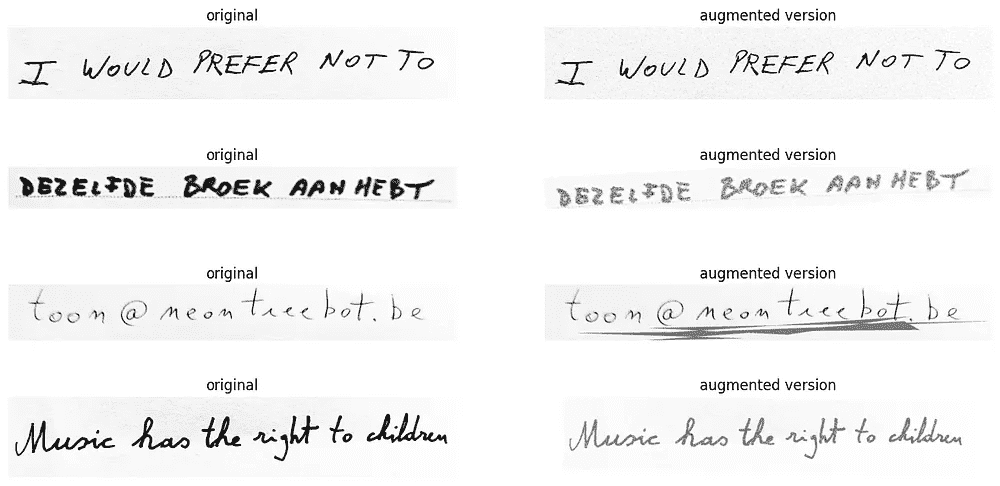 original augmented version
I WOULD PREFER NOT TO I WOULD PREFER NOT TO
original augmented version
DEZELFDE BROEK AAN HEBT DEZELFDE BROEK AAN HEBT
original augmented version
toon@neontreebot.be toon@neontreebot.be
original augmented version
Music has the right to children Music has the right to children